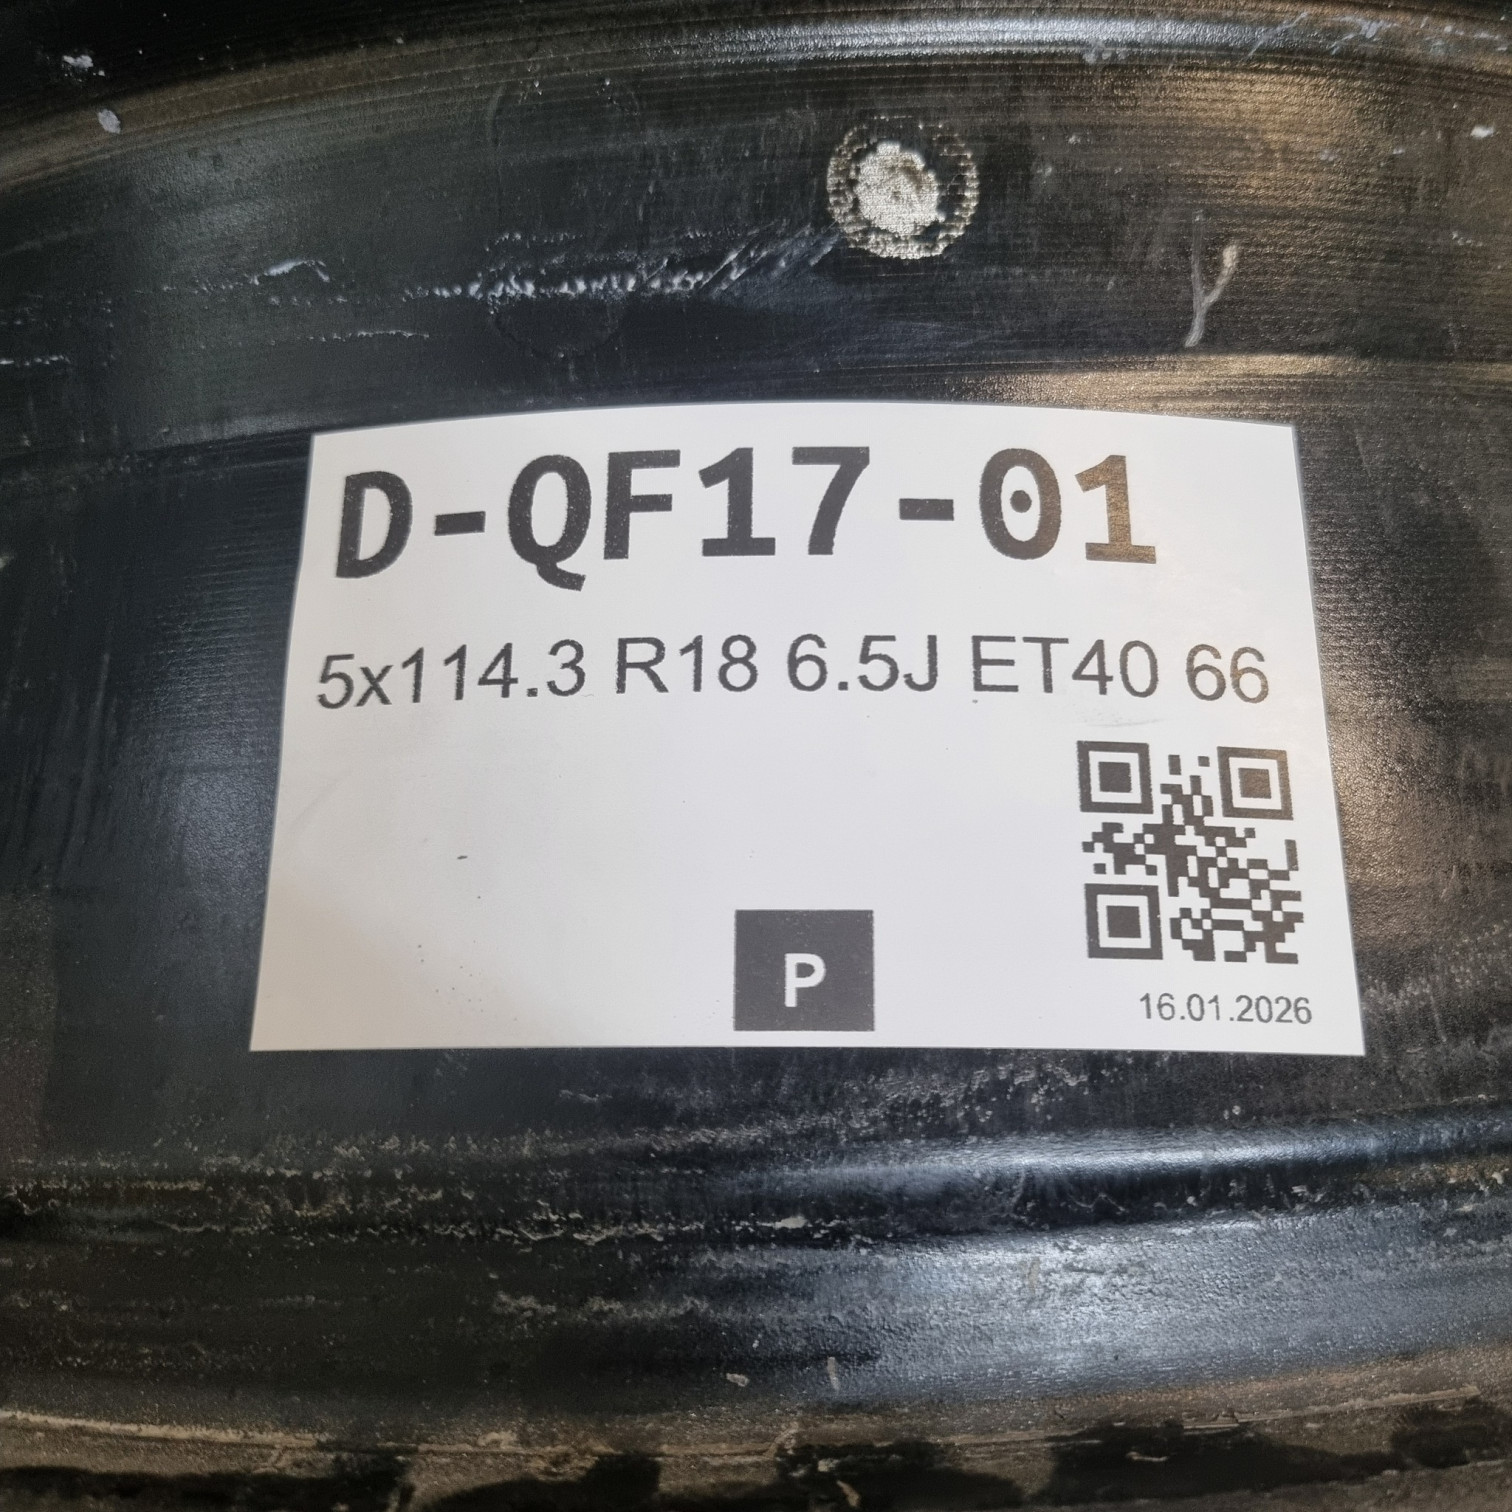 D-QF17-01
5x114.3 R18 6.5J ET40 66
P
16.01.2026